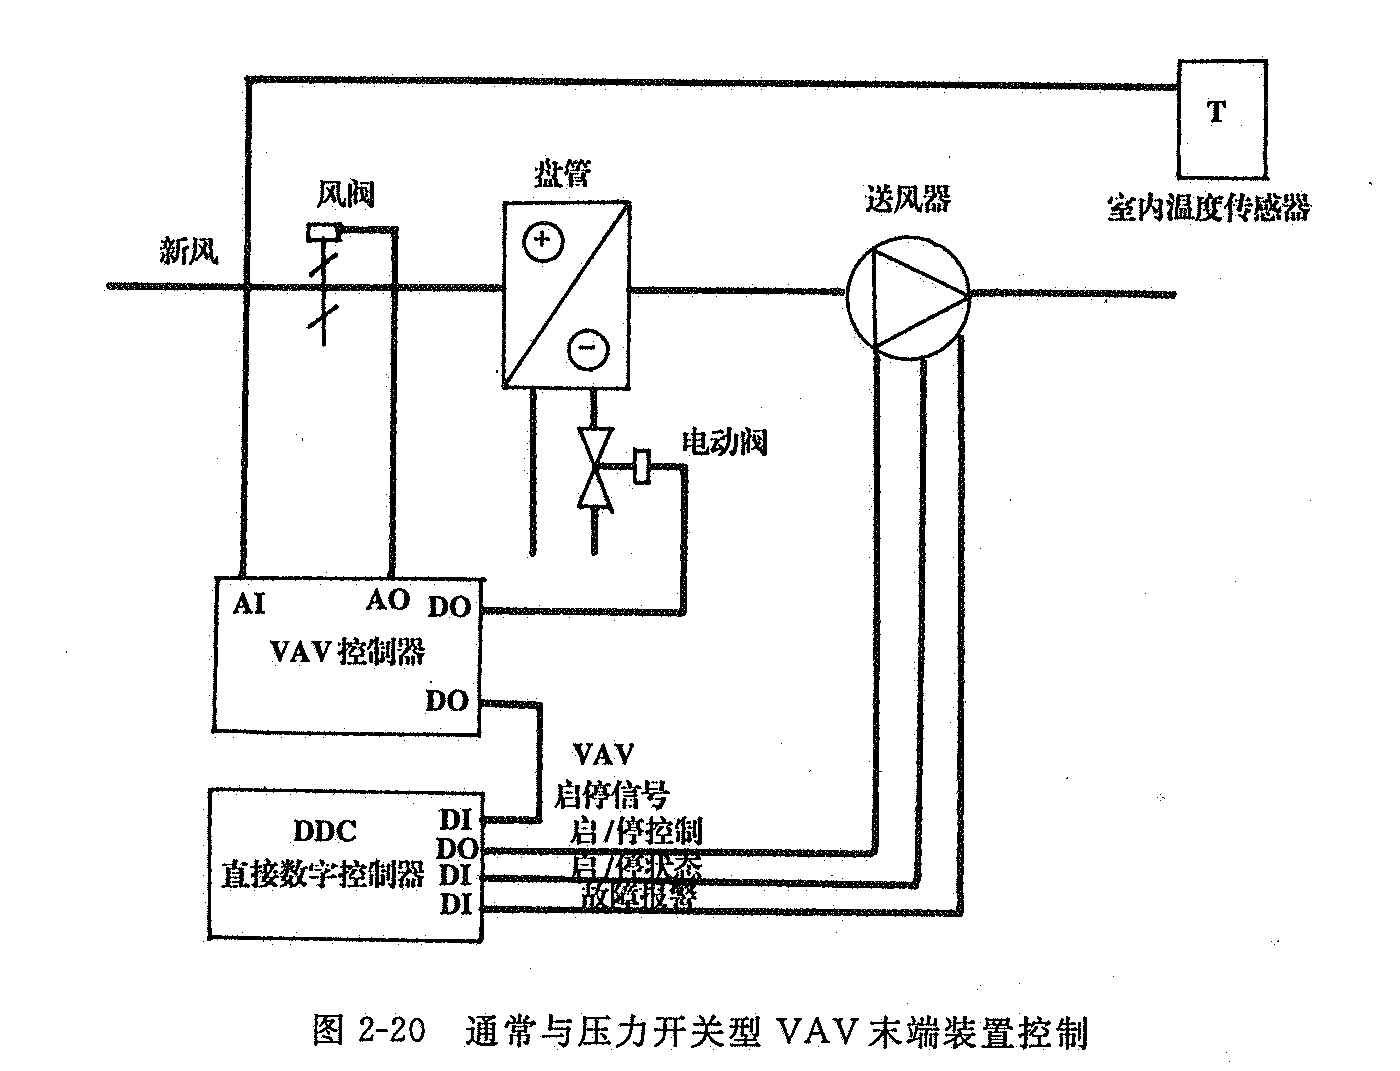 T
室内温度传感器
盘管
送风器
风阀
新风
+
−
电动阀
AI
AO
DO
VAV控制器
DO
VAV
启停信号
DDC
直接数字控制器
DI
DO
DI
DI
启/停控制
启/停状态
故障报警
图 2-20 通常与压力开关型 VAV 末端装置控制